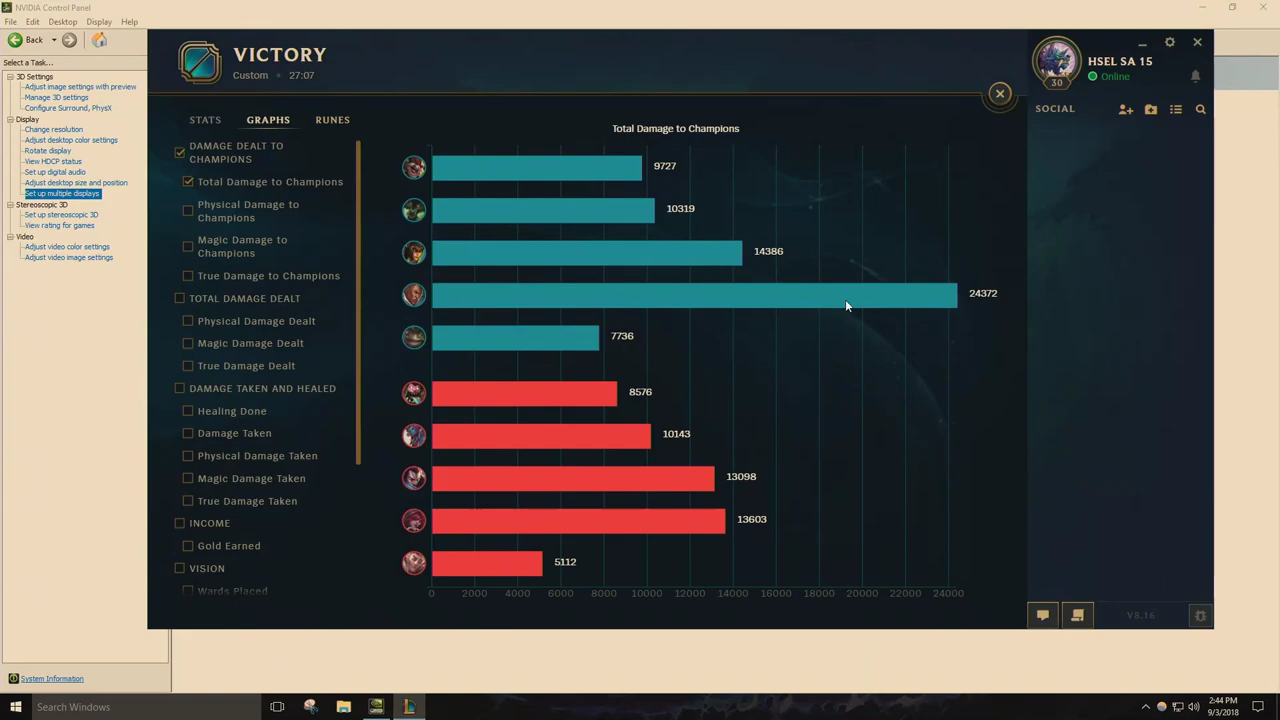 NVIDIA Control Panel
File Edit Desktop Display Help
Back
Select a Task...
3D Settings
Adjust image settings with preview
Manage 3D settings
Configure Surround, PhysX
Display
Change resolution
Adjust desktop color settings
Rotate display
View HDCP status
Set up digital audio
Adjust desktop size and position
Set up multiple displays
Stereoscopic 3D
Set up stereoscopic 3D
View rating for games
Video
Adjust video color settings
Adjust video image settings
System Information
VICTORY
Custom 27:07
STATS GRAPHS RUNES
DAMAGE DEALT TO
CHAMPIONS
Total Damage to Champions
Physical Damage to
Champions
Magic Damage to
Champions
True Damage to Champions
TOTAL DAMAGE DEALT
Physical Damage Dealt
Magic Damage Dealt
True Damage Dealt
DAMAGE TAKEN AND HEALED
Healing Done
Damage Taken
Physical Damage Taken
Magic Damage Taken
True Damage Taken
INCOME
Gold Earned
VISION
Wards Placed
Total Damage to Champions
9727
10319
14386
24372
7736
8576
10143
13098
13603
5112
0 2000 4000 6000 8000 10000 12000 14000 16000 18000 20000 22000 24000
HSEL SA 15
30
Online
SOCIAL
V8.16
Search Windows
2:44 PM
9/3/2018